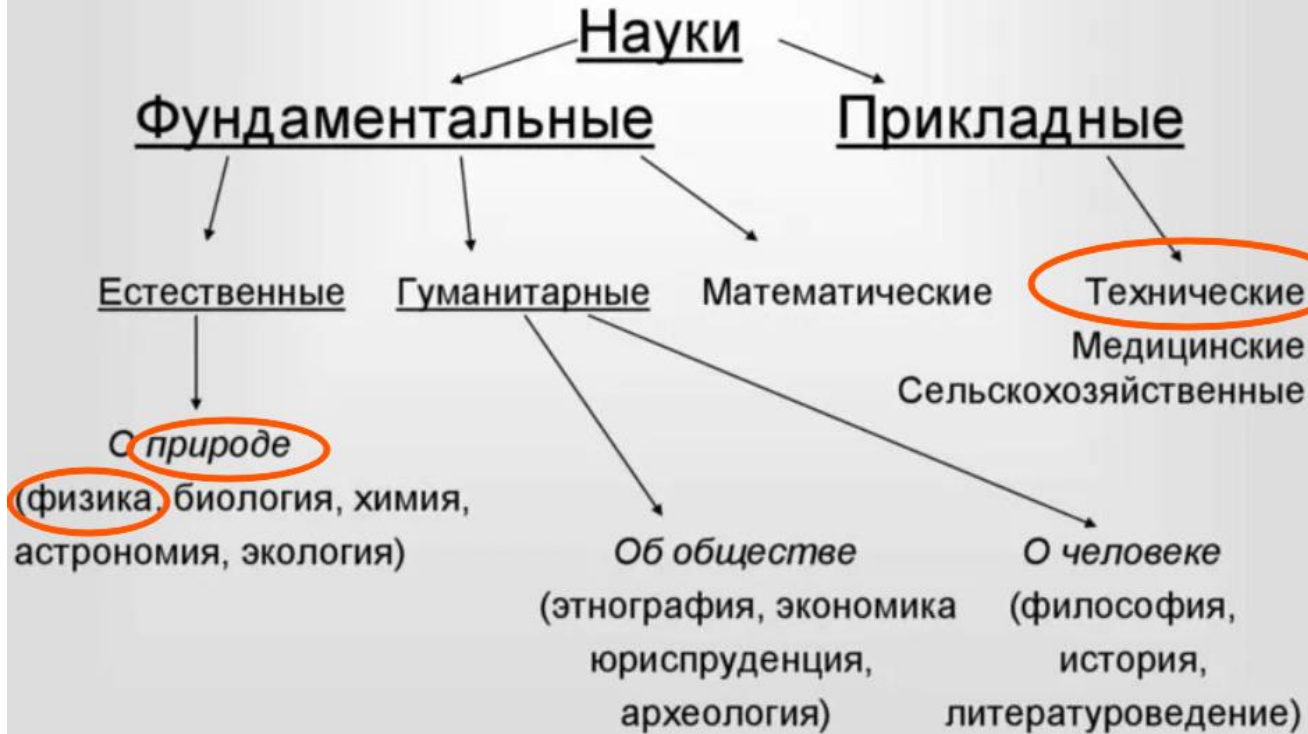 Науки
Фундаментальные Прикладные
Естественные Гуманитарные Математические Технические
Медицинские
Сельскохозяйственные
О природе
(физика, биология, химия,
астрономия, экология)
Об обществе
(этнография, экономика
юриспруденция,
археология)
О человеке
(философия,
история,
литературоведение)